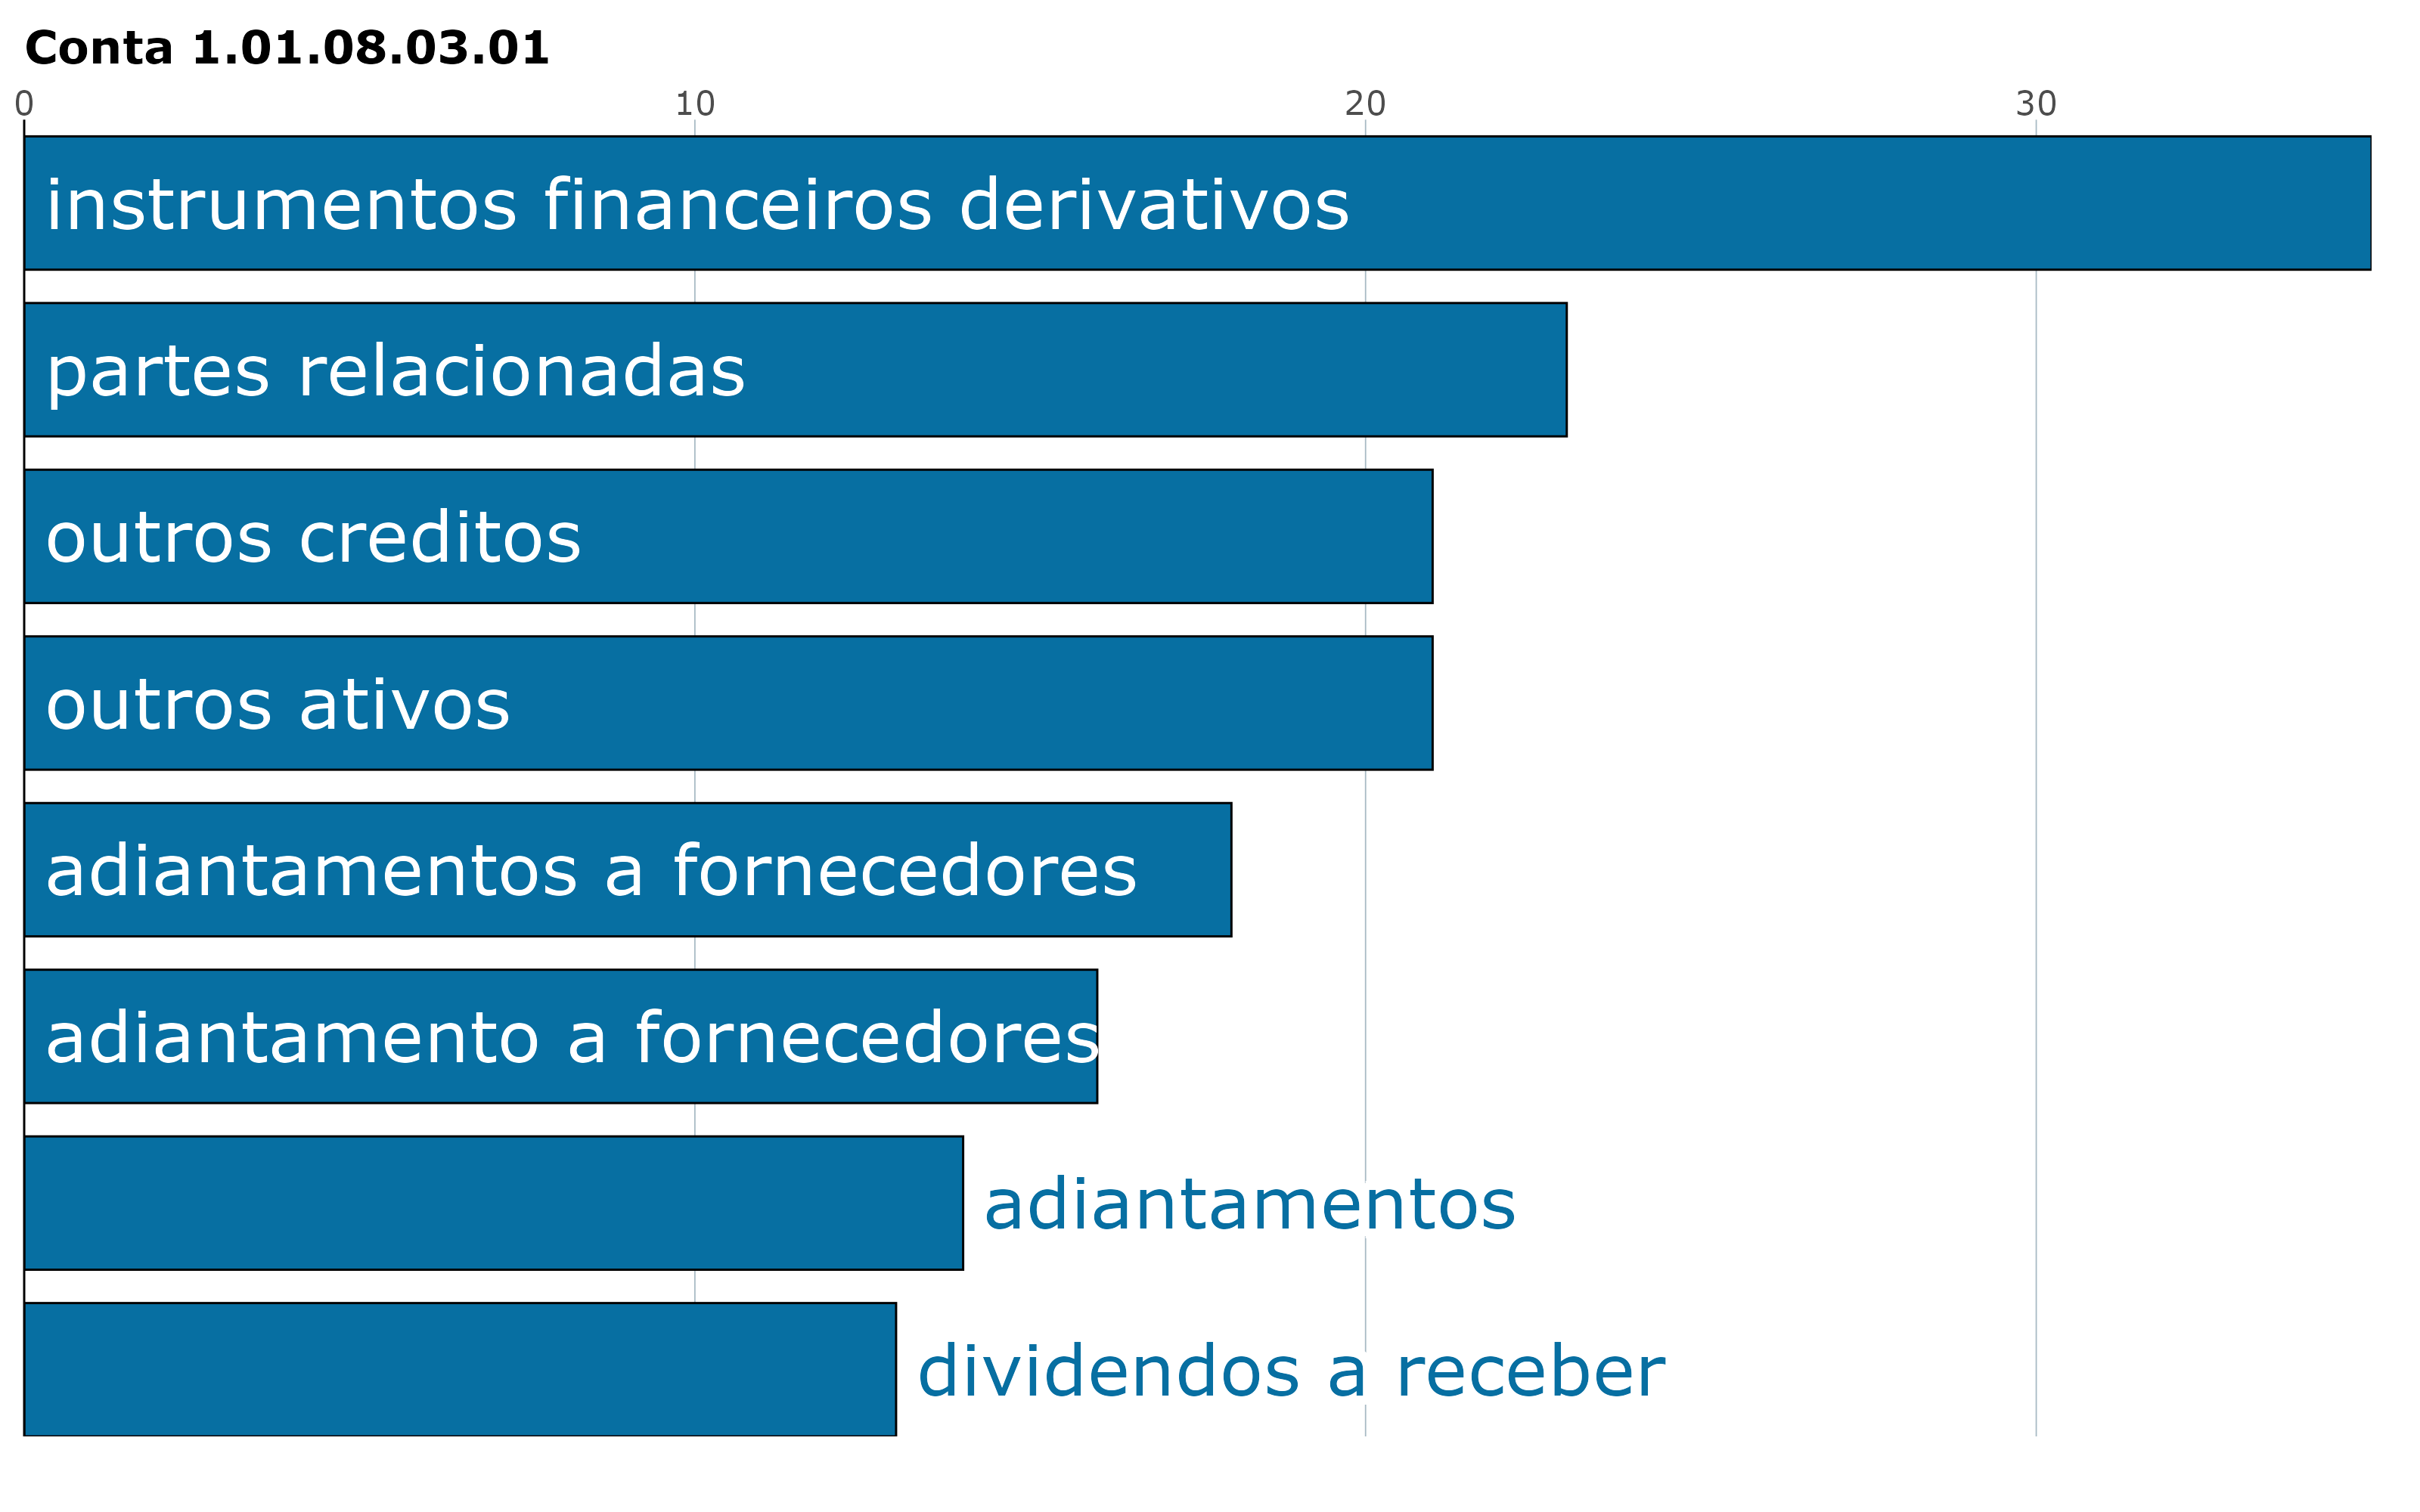 Conta 1.01.08.03.01
0 10 20 30
instrumentos financeiros derivativos
partes relacionadas
outros creditos
outros ativos
adiantamentos a fornecedores
adiantamento a fornecedores
adiantamentos
dividendos a receber